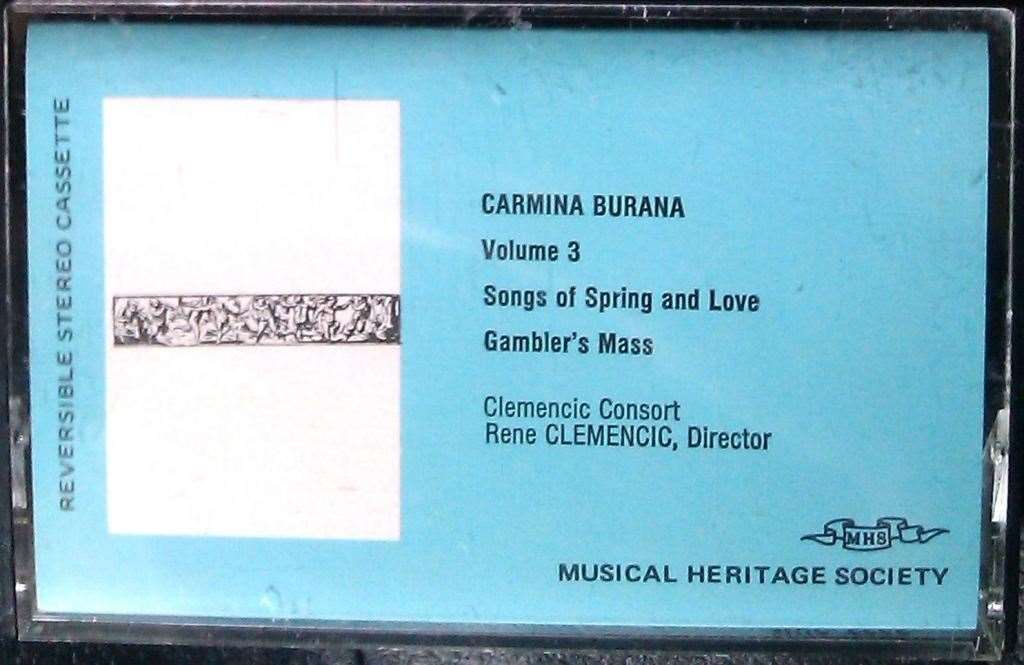 REVERSIBLE STEREO CASSETTE
CARMINA BURANA
Volume 3
Songs of Spring and Love
Gambler's Mass
Clemencic Consort
Rene CLEMENCIC, Director
MHS
MUSICAL HERITAGE SOCIETY